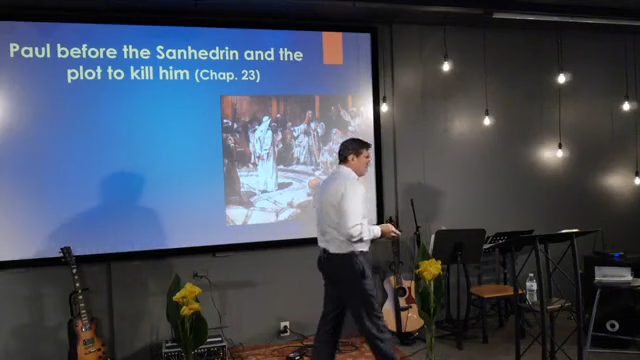 Paul before the Sanhedrin and the
plot to kill him (Chap. 23)